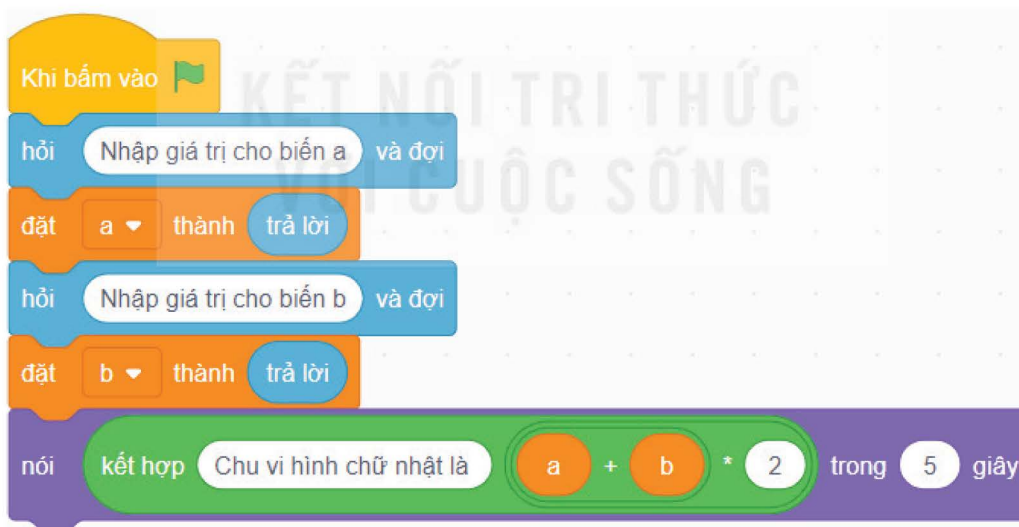 KẾT NỐI TRI THỨC
VỚI CUỘC SỐNG
Khi bấm vào
hỏi Nhập giá trị cho biến a và đợi
đặt a thành trả lời
hỏi Nhập giá trị cho biến b và đợi
đặt b thành trả lời
nói kết hợp Chu vi hình chữ nhật là a + b * 2 trong 5 giây